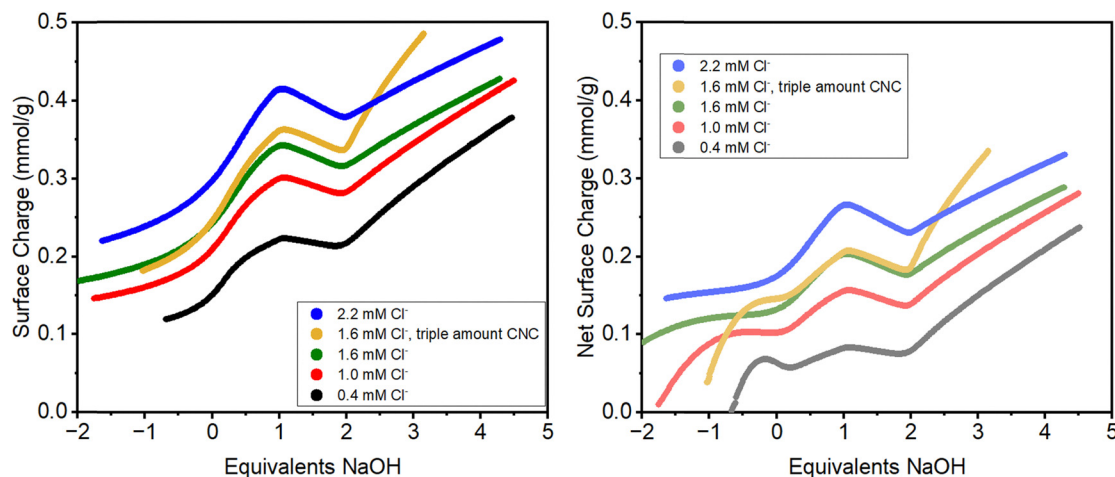 0.5
0.4
0.3
0.2
0.1
0.0
Surface Charge (mmol/g)
2.2 mM Cl⁻
1.6 mM Cl⁻, triple amount CNC
1.6 mM Cl⁻
1.0 mM Cl⁻
0.4 mM Cl⁻
−2 −1 0 1 2 3 4 5
Equivalents NaOH
0.5
0.4
0.3
0.2
0.1
0.0
Net Surface Charge (mmol/g)
2.2 mM Cl⁻
1.6 mM Cl⁻, triple amount CNC
1.6 mM Cl⁻
1.0 mM Cl⁻
0.4 mM Cl⁻
−2 −1 0 1 2 3 4 5
Equivalents NaOH